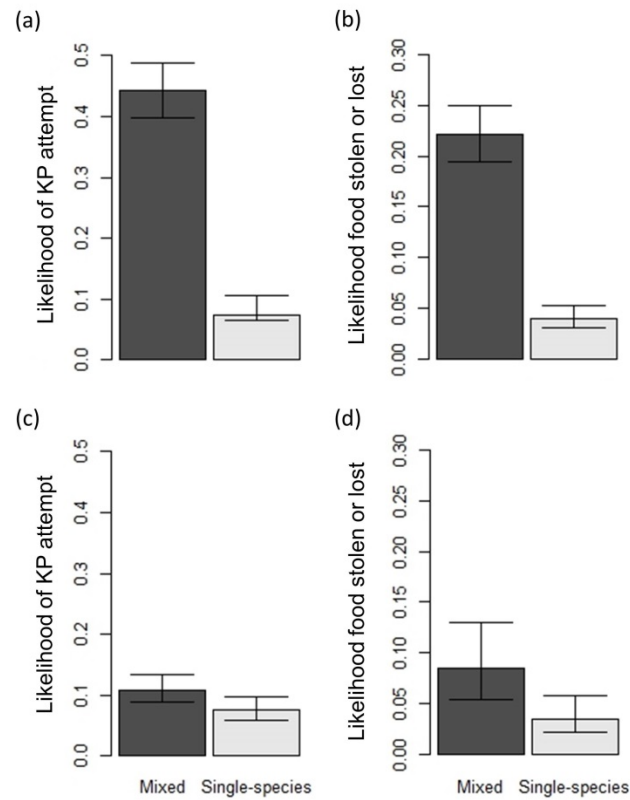 (a)
Likelihood of KP attempt
0.5
0.4
0.3
0.2
0.1
0.0
(b)
Likelihood food stolen or lost
0.30
0.25
0.20
0.15
0.10
0.05
0.00
(c)
Likelihood of KP attempt
0.5
0.4
0.3
0.2
0.1
0.0
Mixed Single-species
(d)
Likelihood food stolen or lost
0.30
0.25
0.20
0.15
0.10
0.05
0.00
Mixed Single-species